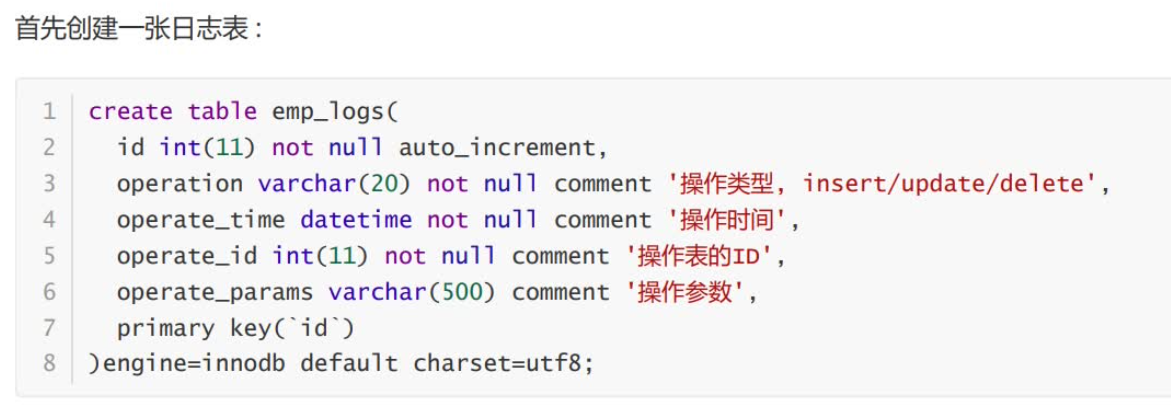 首先创建一张日志表：
1 create table emp_logs(
2 id int(11) not null auto_increment,
3 operation varchar(20) not null comment '操作类型, insert/update/delete',
4 operate_time datetime not null comment '操作时间',
5 operate_id int(11) not null comment '操作表的ID',
6 operate_params varchar(500) comment '操作参数',
7 primary key(`id`)
8 )engine=innodb default charset=utf8;